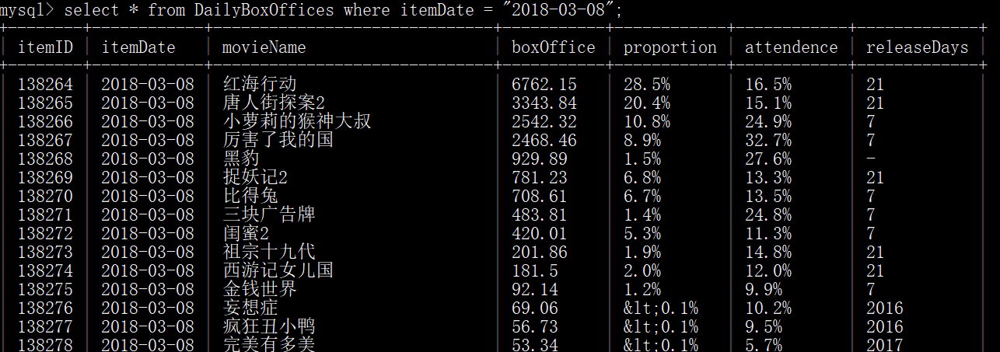 mysql> select * from DailyBoxOffices where itemDate = "2018-03-08";
itemID itemDate movieName boxOffice proportion attendence releaseDays
138264 2018-03-08 红海行动 6762.15 28.5% 16.5% 21
138265 2018-03-08 唐人街探案2 3343.84 20.4% 15.1% 21
138266 2018-03-08 小萝莉的猴神大叔 2542.32 10.8% 24.9% 7
138267 2018-03-08 厉害了我的国 2468.46 8.9% 32.7% 7
138268 2018-03-08 黑豹 929.89 1.5% 27.6% -
138269 2018-03-08 捉妖记2 781.23 6.8% 13.3% 21
138270 2018-03-08 比得兔 708.61 6.7% 13.5% 7
138271 2018-03-08 三块广告牌 483.81 1.4% 24.8% 7
138272 2018-03-08 闺蜜2 420.01 5.3% 11.3% 7
138273 2018-03-08 祖宗十九代 201.86 1.9% 14.8% 21
138274 2018-03-08 西游记女儿国 181.5 2.0% 12.0% 21
138275 2018-03-08 金钱世界 92.14 1.2% 9.9% 7
138276 2018-03-08 妄想症 69.06 &lt;0.1% 10.2% 2016
138277 2018-03-08 疯狂丑小鸭 56.73 &lt;0.1% 9.5% 2016
138278 2018-03-08 完美有多美 53.34 &lt;0.1% 5.7% 2017